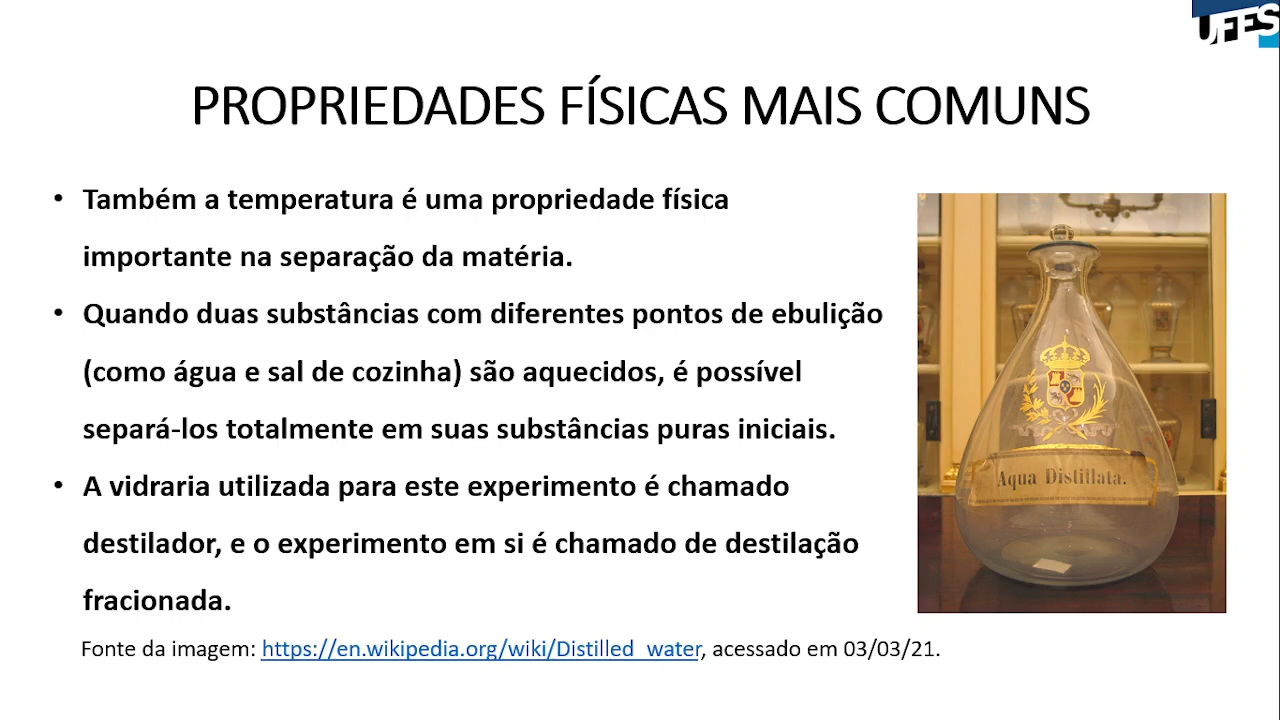 UFES
PROPRIEDADES FÍSICAS MAIS COMUNS
• Também a temperatura é uma propriedade física
importante na separação da matéria.
• Quando duas substâncias com diferentes pontos de ebulição
(como água e sal de cozinha) são aquecidos, é possível
separá-los totalmente em suas substâncias puras iniciais.
• A vidraria utilizada para este experimento é chamado
destilador, e o experimento em si é chamado de destilação
fracionada.
Aqua Distillata.
Fonte da imagem: https://en.wikipedia.org/wiki/Distilled_water, acessado em 03/03/21.